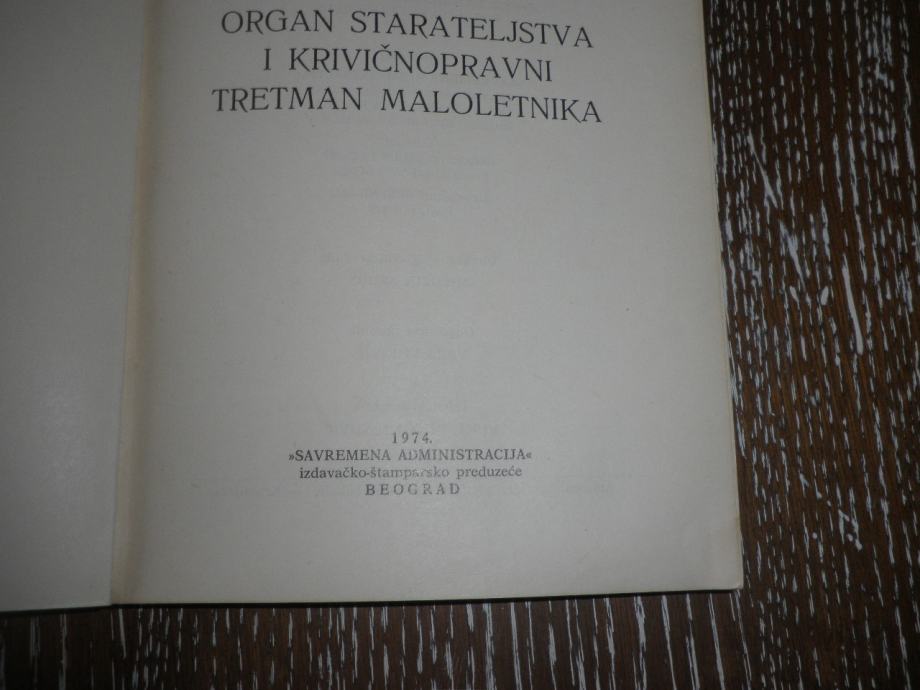 ORGAN STARATELJSTVA
I KRIVIČNOPRAVNI
TRETMAN MALOLETNIKA
1974.
»SAVREMENA ADMINISTRACIJA«
izdavačko-štamparsko preduzeće
BEOGRAD